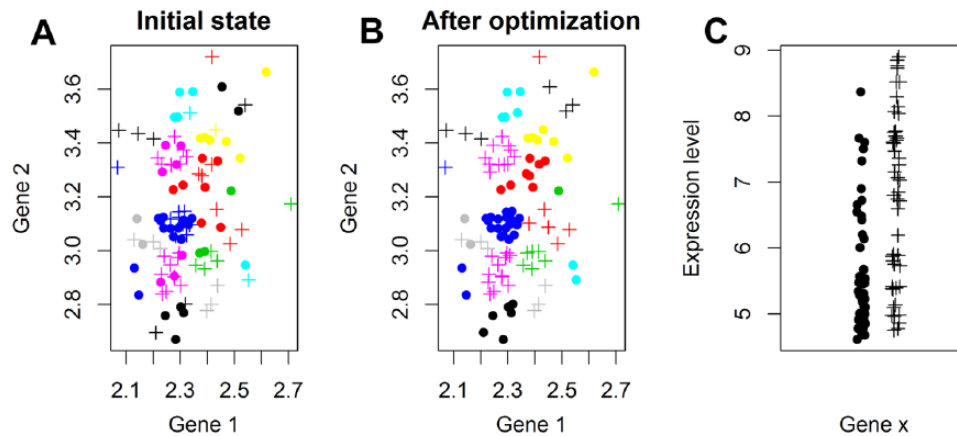 A
Initial state
Gene 2
2.8 3.0 3.2 3.4 3.6
2.1 2.3 2.5 2.7
Gene 1
B
After optimization
Gene 2
2.8 3.0 3.2 3.4 3.6
2.1 2.3 2.5 2.7
Gene 1
C
Expression level
5 6 7 8 9
Gene x